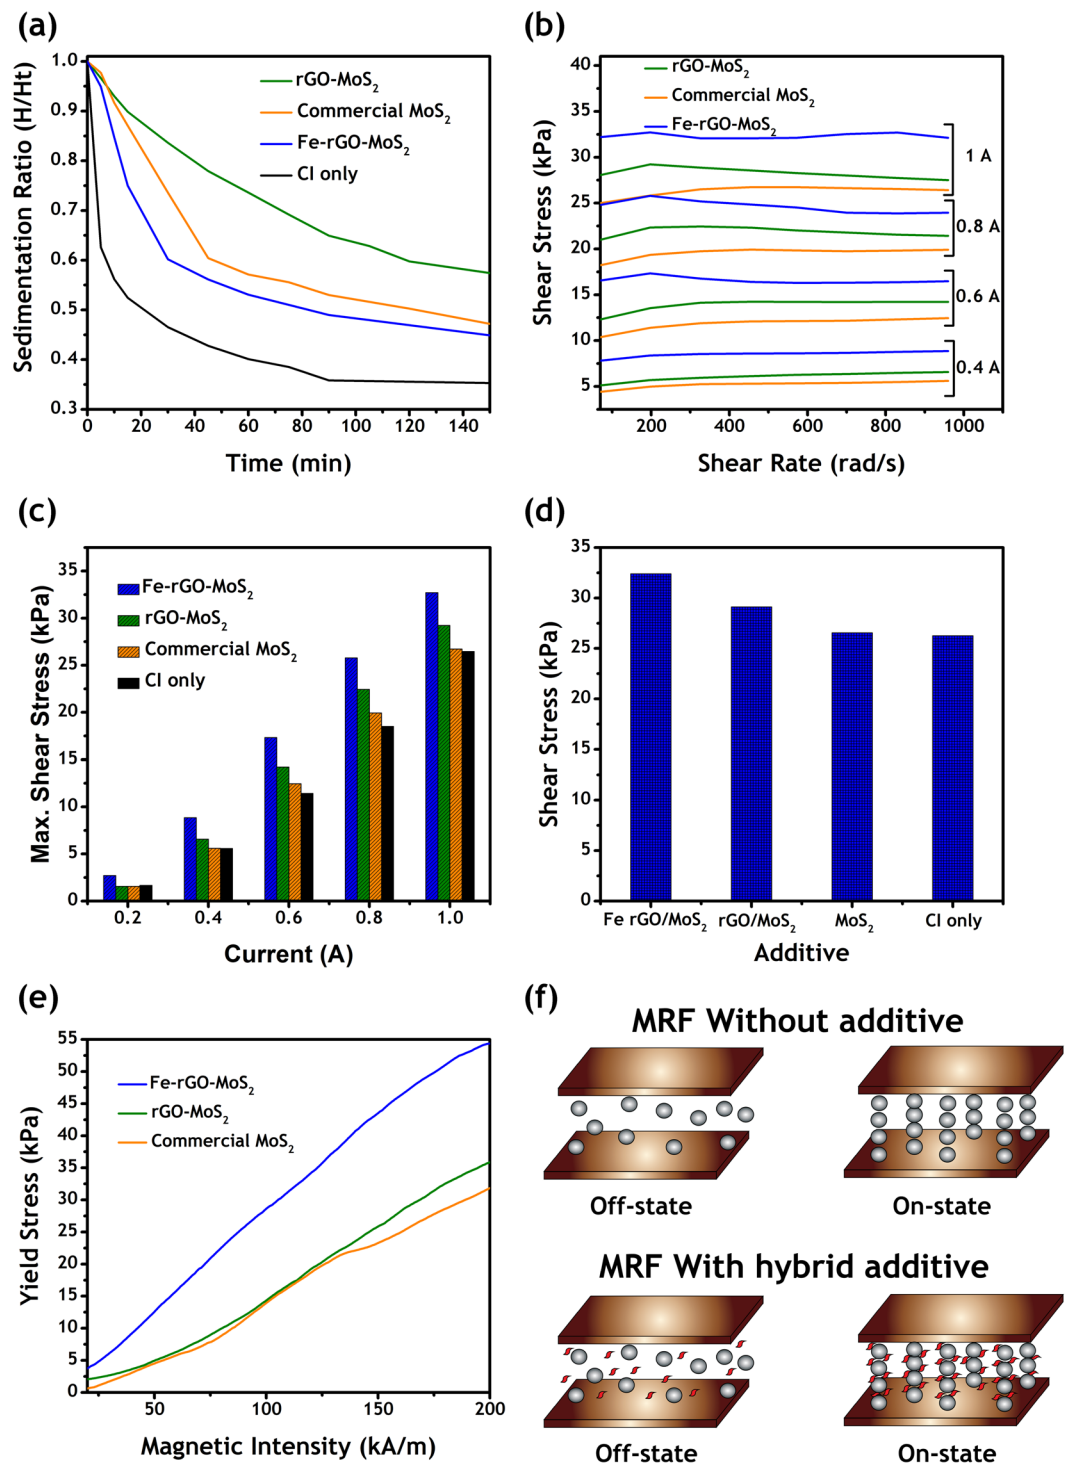 (a)
Sedimentation Ratio (H/Ht)
1.0
0.9
0.8
0.7
0.6
0.5
0.4
0.3
rGO-MoS₂
Commercial MoS₂
Fe-rGO-MoS₂
CI only
0 20 40 60 80 100 120 140
Time (min)
(b)
Shear Stress (kPa)
40
35
30
25
20
15
10
5
rGO-MoS₂
Commercial MoS₂
Fe-rGO-MoS₂
1 A
0.8 A
0.6 A
0.4 A
200 400 600 800 1000
Shear Rate (rad/s)
(c)
Max. Shear Stress (kPa)
35
30
25
20
15
10
5
0
Fe-rGO-MoS₂
rGO-MoS₂
Commercial MoS₂
CI only
0.2 0.4 0.6 0.8 1.0
Current (A)
(d)
Shear Stress (kPa)
35
30
25
20
15
10
5
0
Fe rGO/MoS₂ rGO/MoS₂ MoS₂ CI only
Additive
(e)
Yield Stress (kPa)
55
50
45
40
35
30
25
20
15
10
5
0
Fe-rGO-MoS₂
rGO-MoS₂
Commercial MoS₂
50 100 150 200
Magnetic Intensity (kA/m)
(f)
MRF Without additive
Off-state On-state
MRF With hybrid additive
Off-state On-state